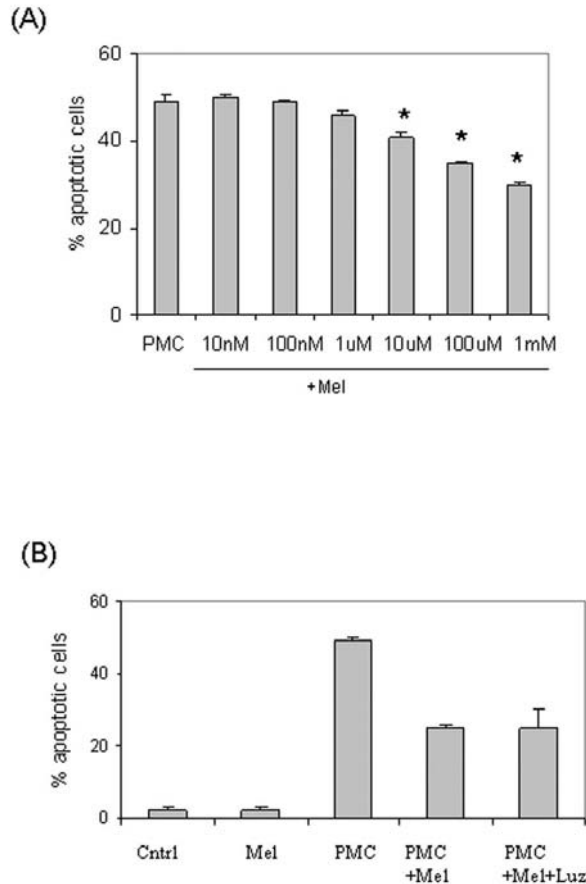 (A)
60
40
20
0
% apoptotic cells
*
*
*
PMC 10nM 100nM 1uM 10uM 100uM 1mM
+Mel
(B)
60
40
20
0
% apoptotic cells
Cntrl Mel PMC PMC +Mel PMC +Mel+Luz